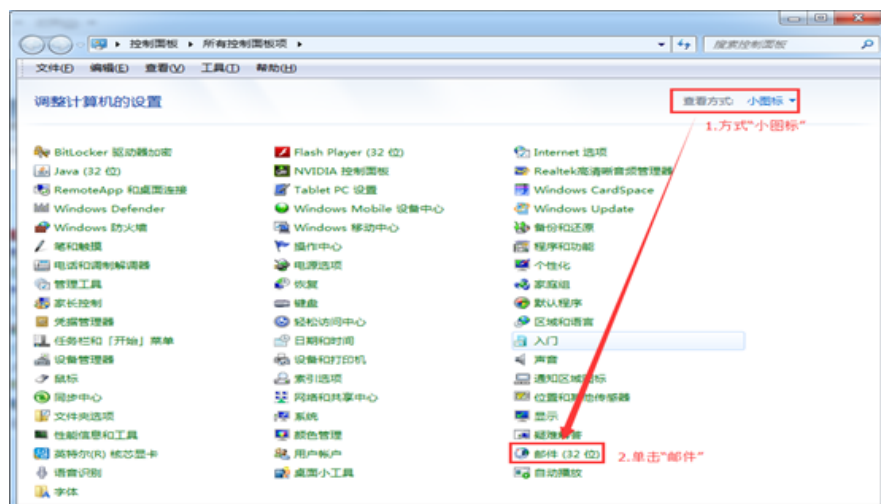 控制面板 ▸ 所有控制面板项 ▸
搜索控制面板
文件(F) 编辑(E) 查看(V) 工具(T) 帮助(H)
调整计算机的设置
查看方式: 小图标
1.方式“小图标”
BitLocker 驱动器加密 Flash Player (32 位) Internet 选项
Java (32 位) NVIDIA 控制面板 Realtek高清晰音频管理器
RemoteApp 和桌面连接 Tablet PC 设置 Windows CardSpace
Windows Defender Windows Mobile 设备中心 Windows Update
Windows 防火墙 Windows 移动中心 备份和还原
笔和触摸 操作中心 程序和功能
电话和调制解调器 电源选项 个性化
管理工具 恢复 家庭组
家长控制 键盘 默认程序
凭据管理器 轻松访问中心 区域和语言
任务栏和「开始」菜单 日期和时间 入门
设备管理器 设备和打印机 声音
鼠标 索引选项 通知区域图标
同步中心 网络和共享中心 位置和其他传感器
文件夹选项 系统 显示
性能信息和工具 颜色管理 疑难解答
英特尔(R) 核芯显卡 用户帐户 邮件 (32 位)
2.单击“邮件”
语音识别 桌面小工具 自动播放
字体